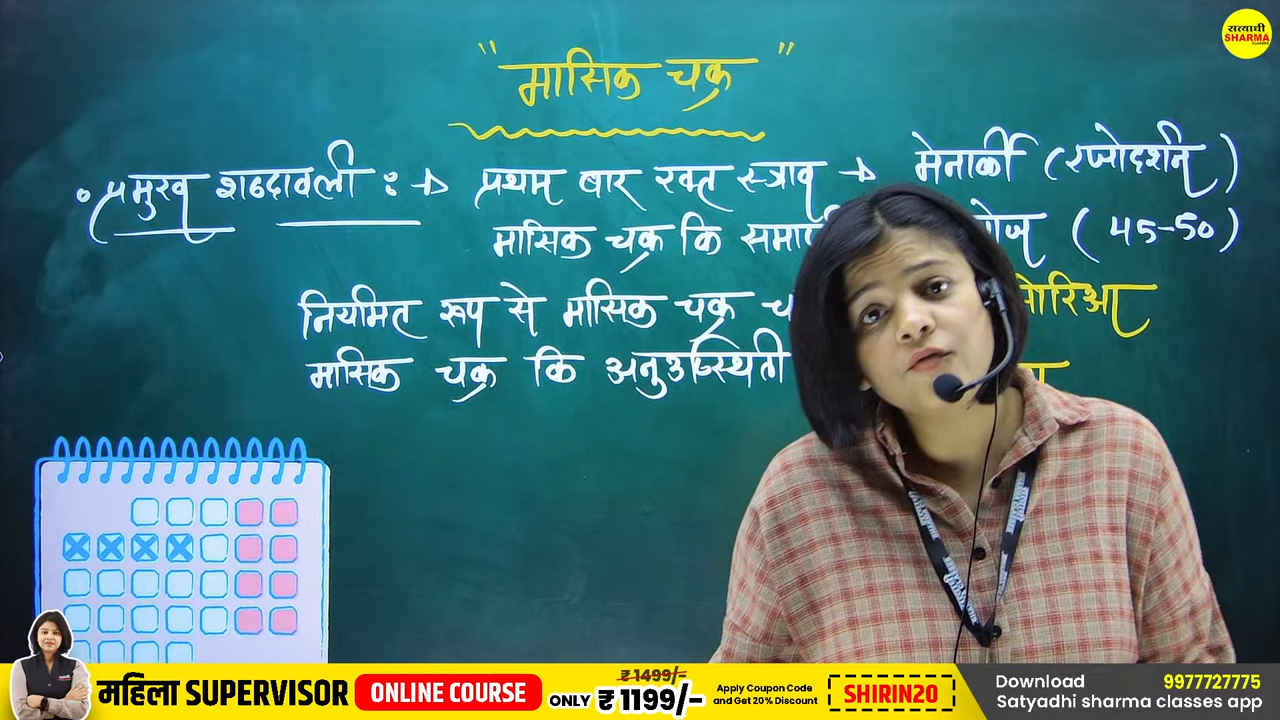 सत्याधी
SHARMA
CLASSES
" मासिक चक्र "
• प्रमुख शब्दावली :→ प्रथम बार रक्त स्त्राव → मेनार्की (रजोदर्शन)
मासिक चक्र कि ( 45-50 )
नियमित रूप से मासिक चक्र
मासिक चक्र कि अनुउपस्थिती
महिला SUPERVISOR ONLINE COURSE
₹ 1499/-
ONLY ₹ 1199/-
Apply Coupon Code
and Get 20% Discount
SHIRIN20
Download 9977727775
Satyadhi sharma classes app